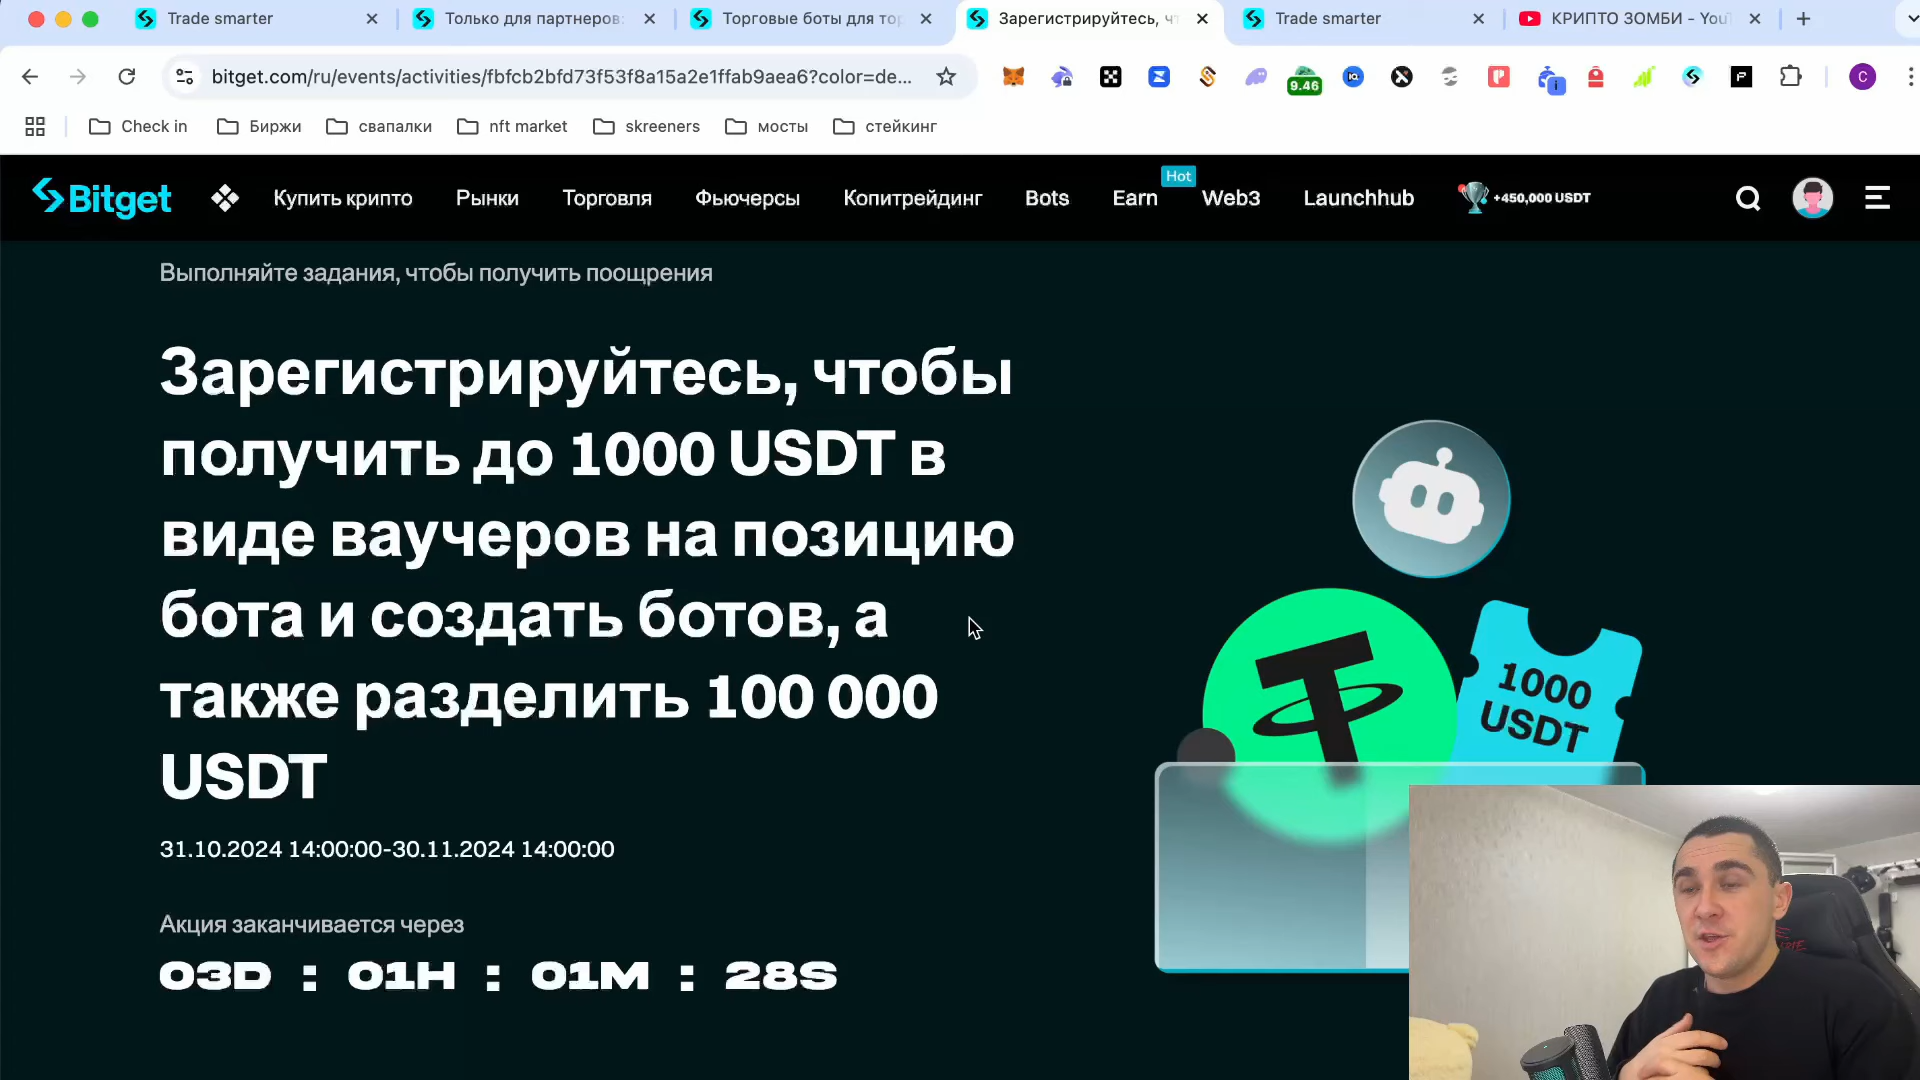 Trade smarter
Только для партнеров:
Торговые боты для тор
Зарегистрируйтесь, чт
Trade smarter
КРИПТО ЗОМБИ - YouT
bitget.com/ru/events/activities/fbfcb2bfd73f53f8a15a2e1ffab9aea6?color=de...
9.46
C
Check in
Биржи
свапалки
nft market
skreeners
мосты
стейкинг
Bitget
Купить крипто
Рынки
Торговля
Фьючерсы
Копитрейдинг
Bots
Earn
Hot
Web3
Launchhub
+450,000 USDT
Выполняйте задания, чтобы получить поощрения
Зарегистрируйтесь, чтобы
получить до 1000 USDT в
виде ваучеров на позицию
бота и создать ботов, а
также разделить 100 000
USDT
1000
USDT
31.10.2024 14:00:00-30.11.2024 14:00:00
Акция заканчивается через
03D : 01H : 01M : 28S